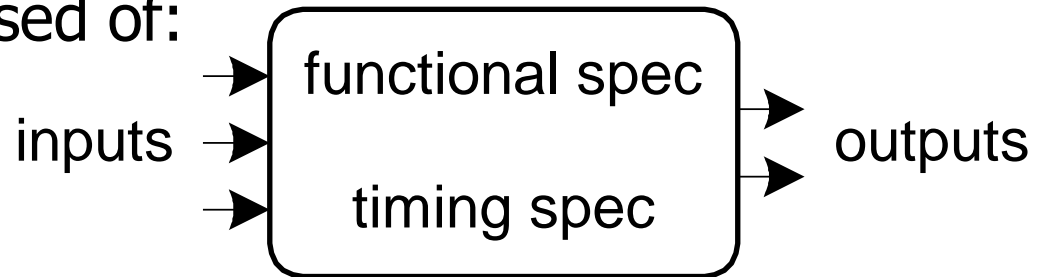 sed of:
functional spec
inputs
outputs
timing spec